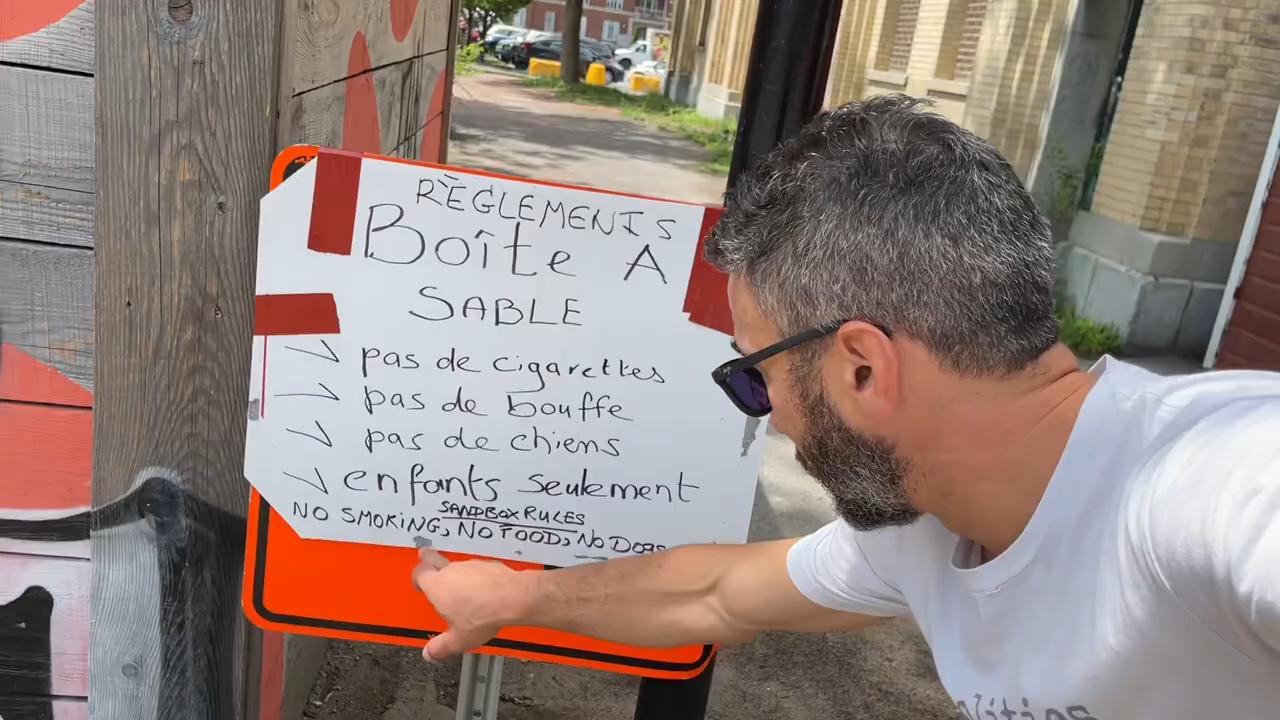 RÈGLEMENTS
Boîte A
SABLE
pas de cigarettes
pas de bouffe
pas de chiens
enfants seulement
SANDBOX RULES
NO SMOKING, NO FOOD, NO DOGS